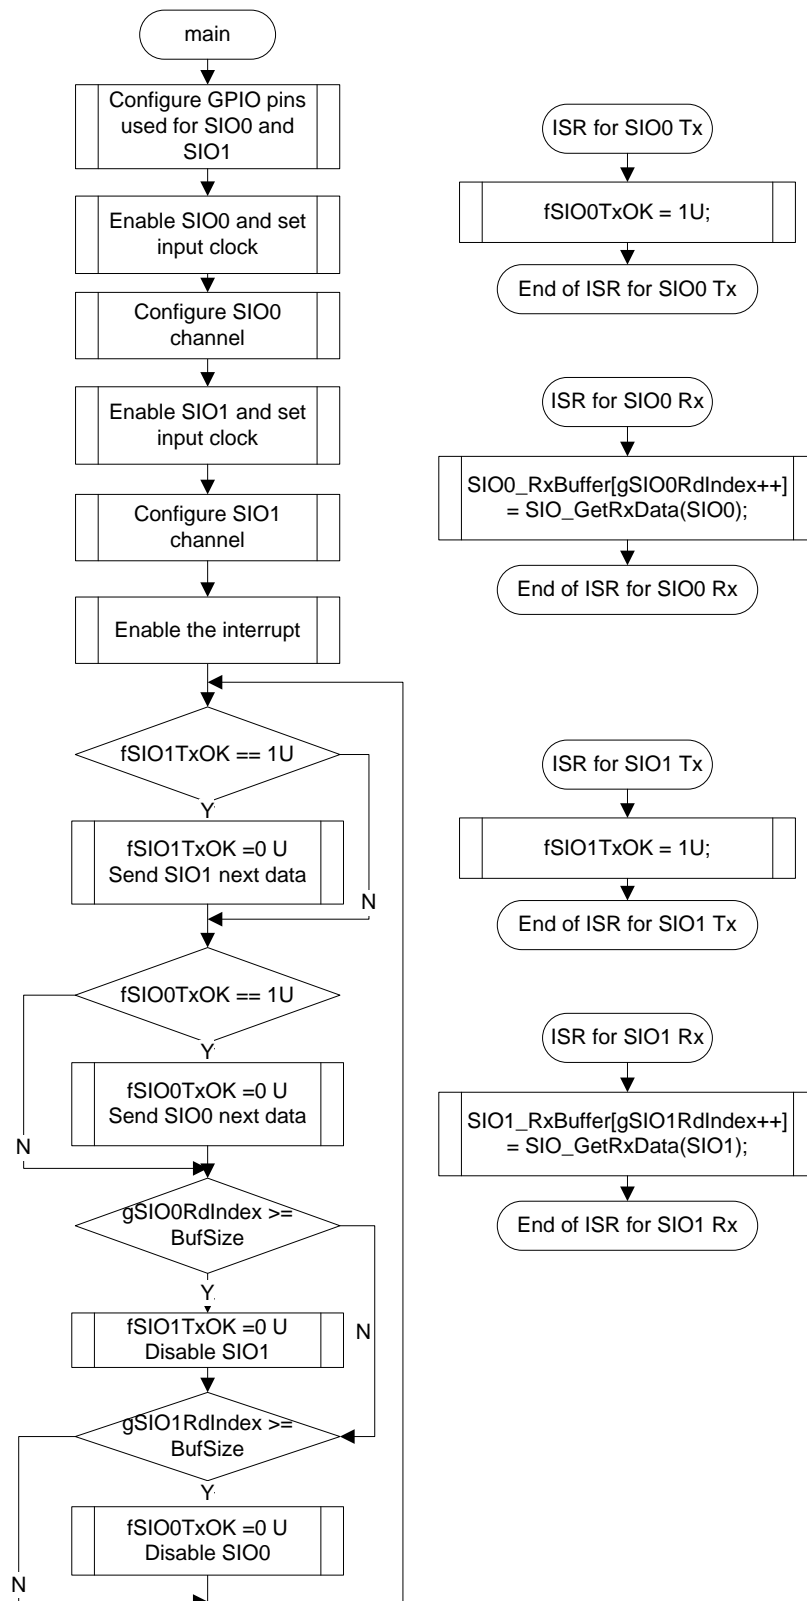 main
Configure GPIO pins
used for SIO0 and
SIO1
Enable SIO0 and set
input clock
Configure SIO0
channel
Enable SIO1 and set
input clock
Configure SIO1
channel
Enable the interrupt
fSIO1TxOK == 1U
Y
fSIO1TxOK =0 U
Send SIO1 next data
N
fSIO0TxOK == 1U
Y
fSIO0TxOK =0 U
Send SIO0 next data
N
gSIO0RdIndex >=
BufSize
Y
N
fSIO1TxOK =0 U
Disable SIO1
gSIO1RdIndex >=
BufSize
Y
fSIO0TxOK =0 U
Disable SIO0
N
ISR for SIO0 Tx
fSIO0TxOK = 1U;
End of ISR for SIO0 Tx
ISR for SIO0 Rx
SIO0_RxBuffer[gSIO0RdIndex++]
= SIO_GetRxData(SIO0);
End of ISR for SIO0 Rx
ISR for SIO1 Tx
fSIO1TxOK = 1U;
End of ISR for SIO1 Tx
ISR for SIO1 Rx
SIO1_RxBuffer[gSIO1RdIndex++]
= SIO_GetRxData(SIO1);
End of ISR for SIO1 Rx